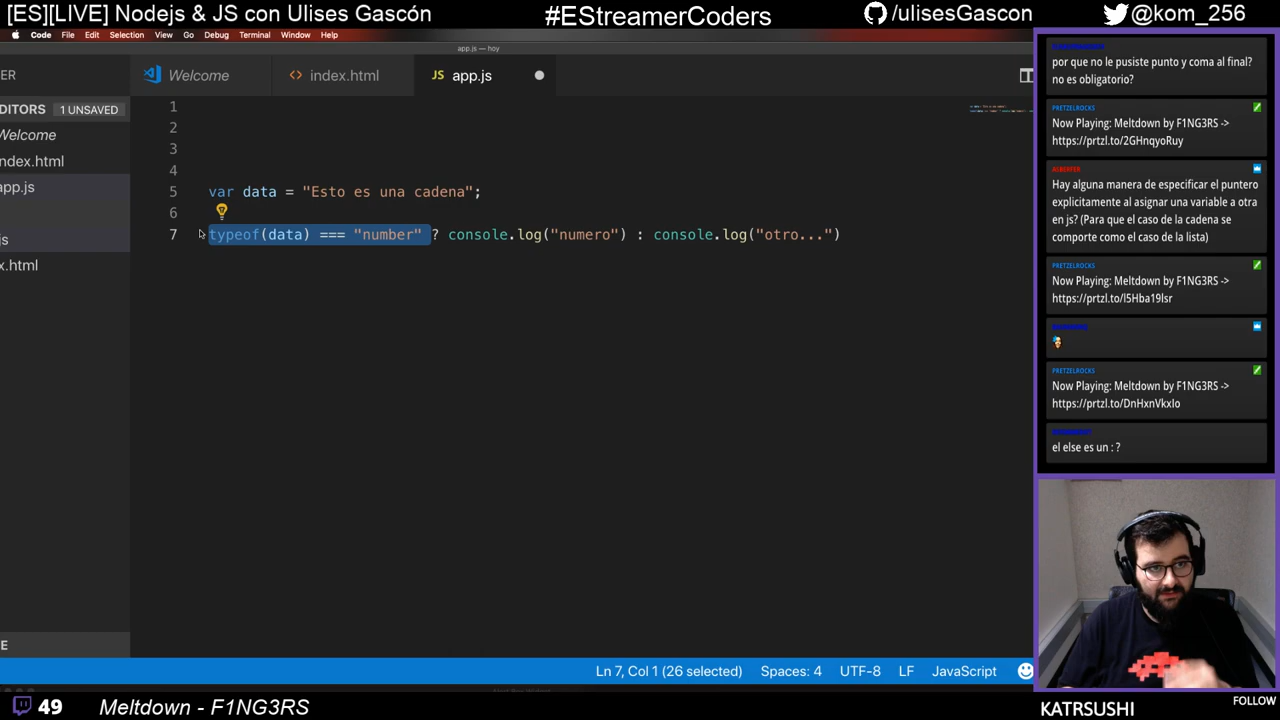 [ES][LIVE] Nodejs & JS con Ulises Gascón
#EStreamerCoders
/ulisesGascon
@kom_256
Code File Edit Selection View Go Debug Terminal Window Help
app.js — hoy
ER
Welcome
<> index.html
JS app.js
DITORS 1 UNSAVED
Welcome
ndex.html
app.js
s
x.html
E
1
2
3
4
5 var data = "Esto es una cadena";
6
7 typeof(data) === "number" ? console.log("numero") : console.log("otro...")
Ln 7, Col 1 (26 selected) Spaces: 4 UTF-8 LF JavaScript
por que no le pusiste punto y coma al final?
no es obligatorio?
PRETZELROCKS
Now Playing: Meltdown by F1NG3RS ->
https://prtzl.to/2GHnqyoRuy
Hay alguna manera de especificar el puntero
explicitamente al asignar una variable a otra
en js? (Para que el caso de la cadena se
comporte como el caso de la lista)
PRETZELROCKS
Now Playing: Meltdown by F1NG3RS ->
https://prtzl.to/l5Hba19lsr
PRETZELROCKS
Now Playing: Meltdown by F1NG3RS ->
https://prtzl.to/DnHxnVkxIo
el else es un : ?
49
Meltdown - F1NG3RS
KATRSUSHI
FOLLOW